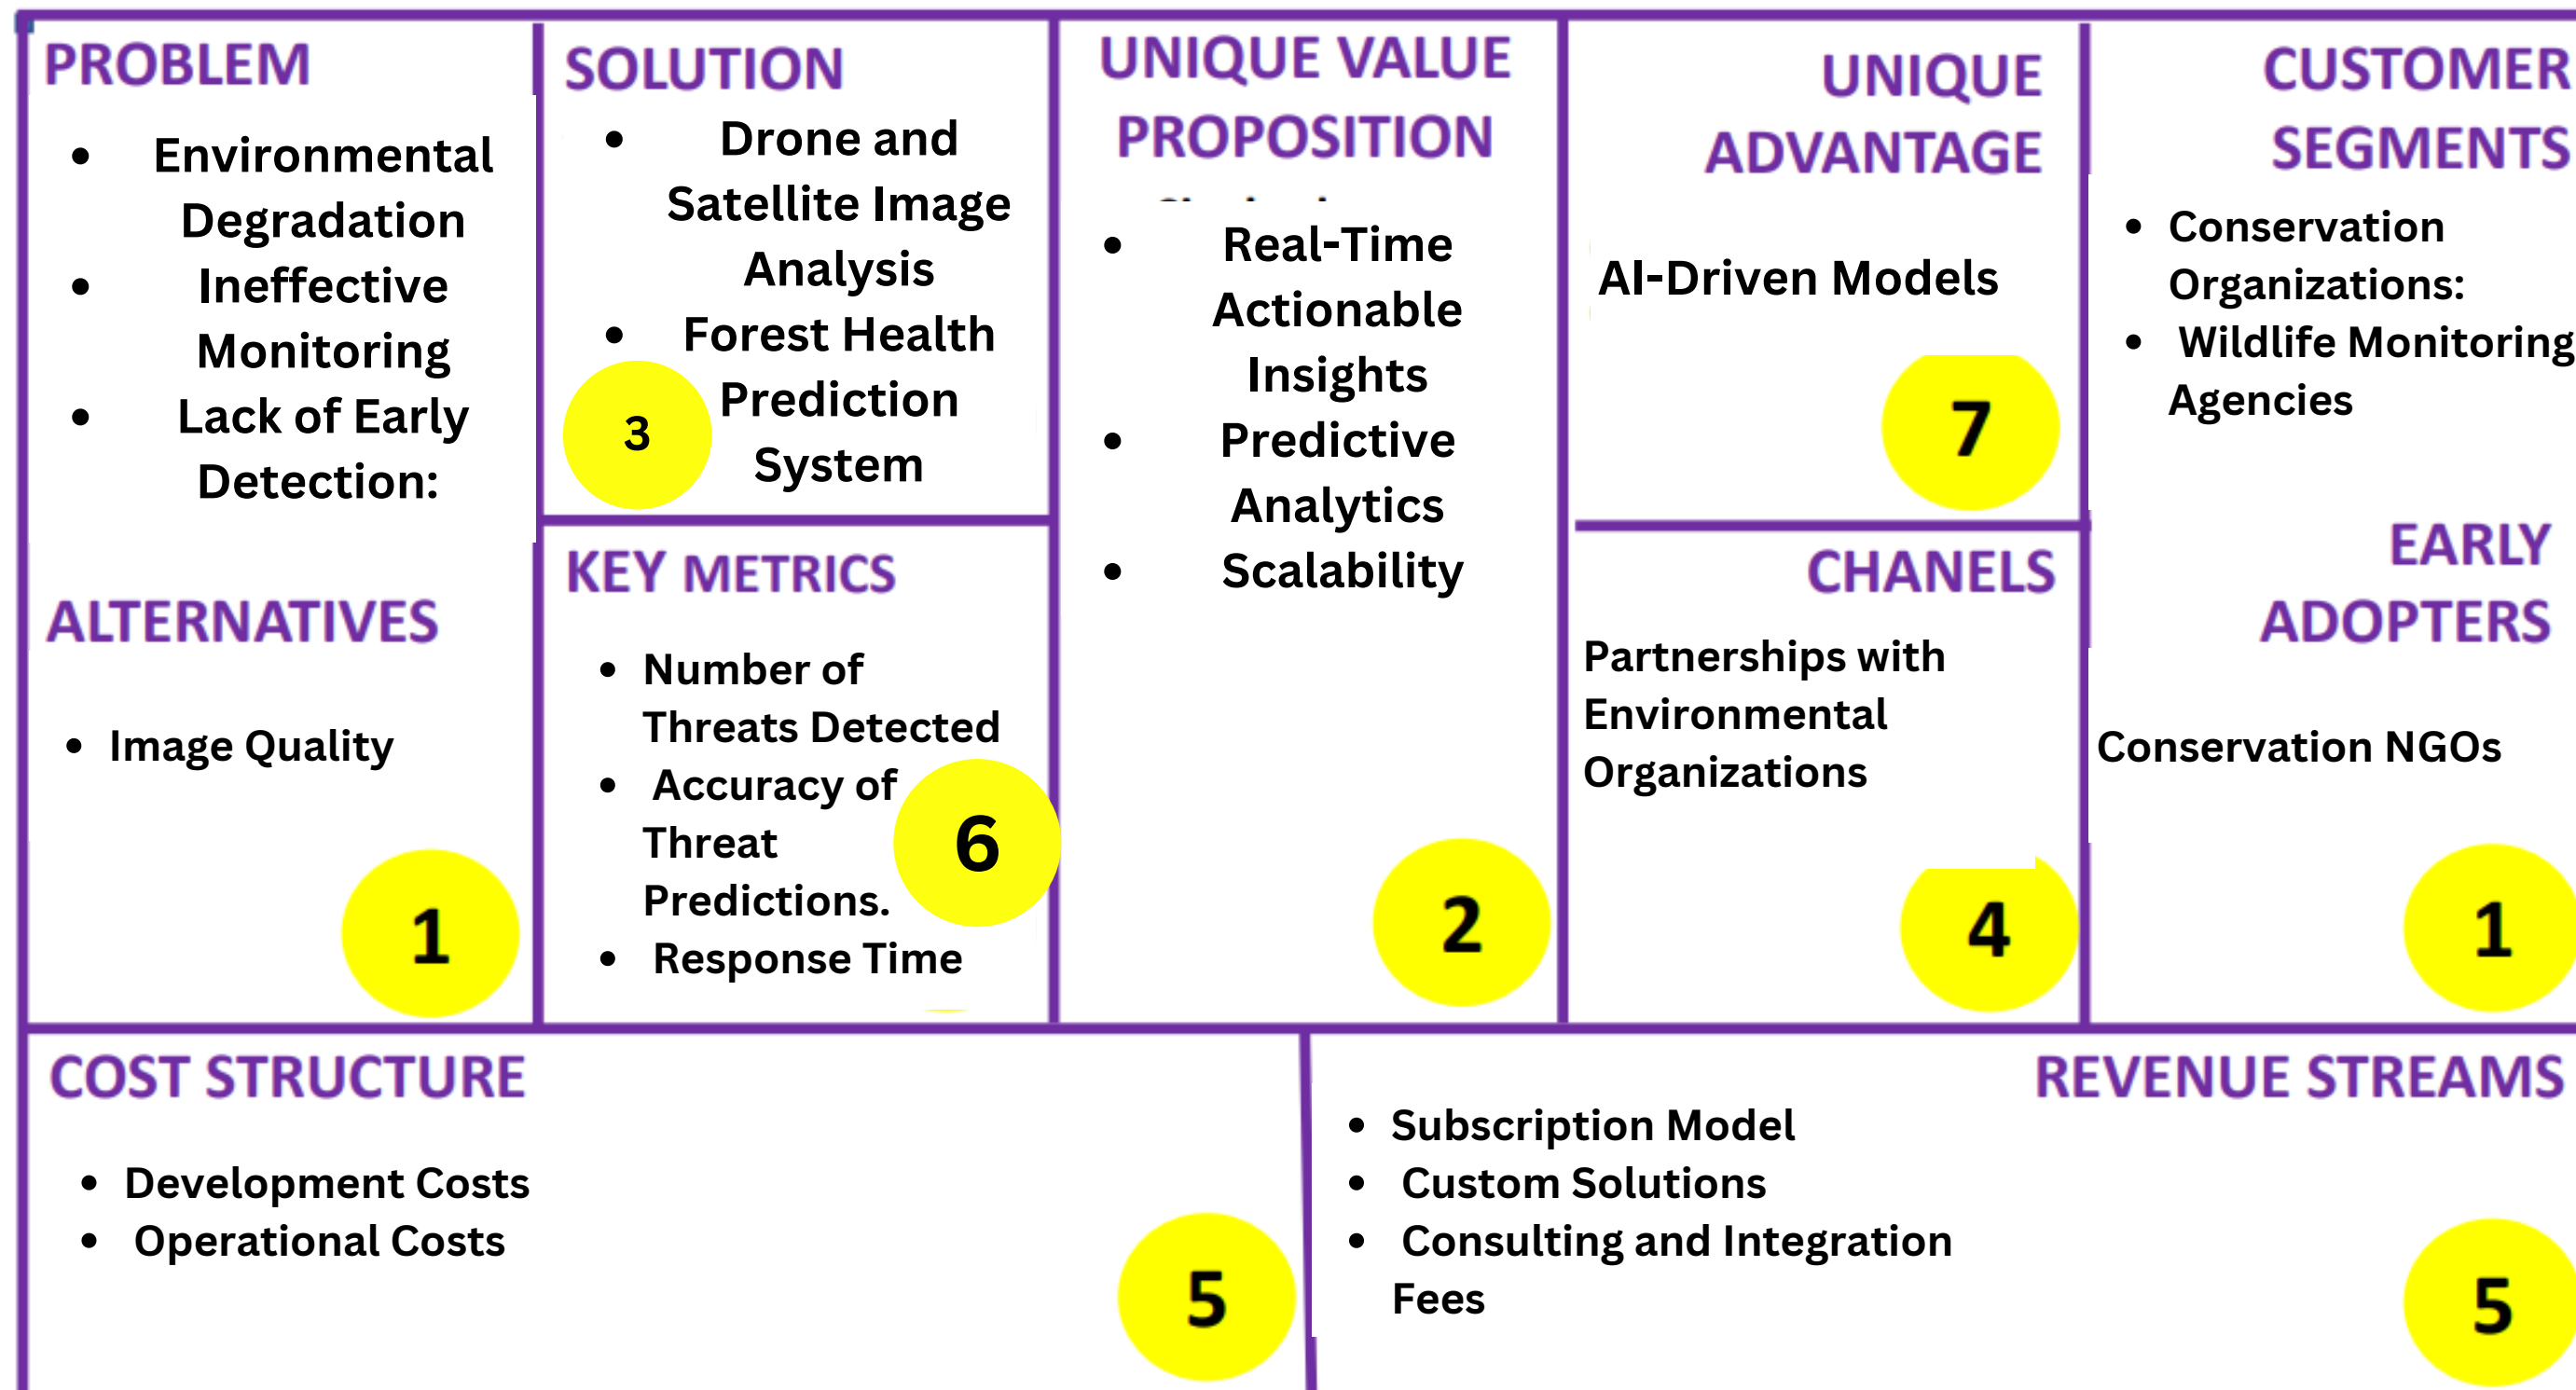 PROBLEM
• Environmental
Degradation
• Ineffective
Monitoring
• Lack of Early
Detection:
ALTERNATIVES
• Image Quality
1
SOLUTION
• Drone and
Satellite Image
Analysis
• Forest Health
Prediction
System
3
KEY METRICS
• Number of
Threats Detected
• Accuracy of
Threat
Predictions.
• Response Time
6
UNIQUE VALUE
PROPOSITION
• Real-Time
Actionable
Insights
• Predictive
Analytics
• Scalability
2
UNIQUE
ADVANTAGE
AI-Driven Models
7
CHANELS
Partnerships with
Environmental
Organizations
4
CUSTOMER
SEGMENTS
• Conservation
Organizations:
• Wildlife Monitoring
Agencies
EARLY
ADOPTERS
Conservation NGOs
1
COST STRUCTURE
• Development Costs
• Operational Costs
5
REVENUE STREAMS
• Subscription Model
• Custom Solutions
• Consulting and Integration
Fees
5